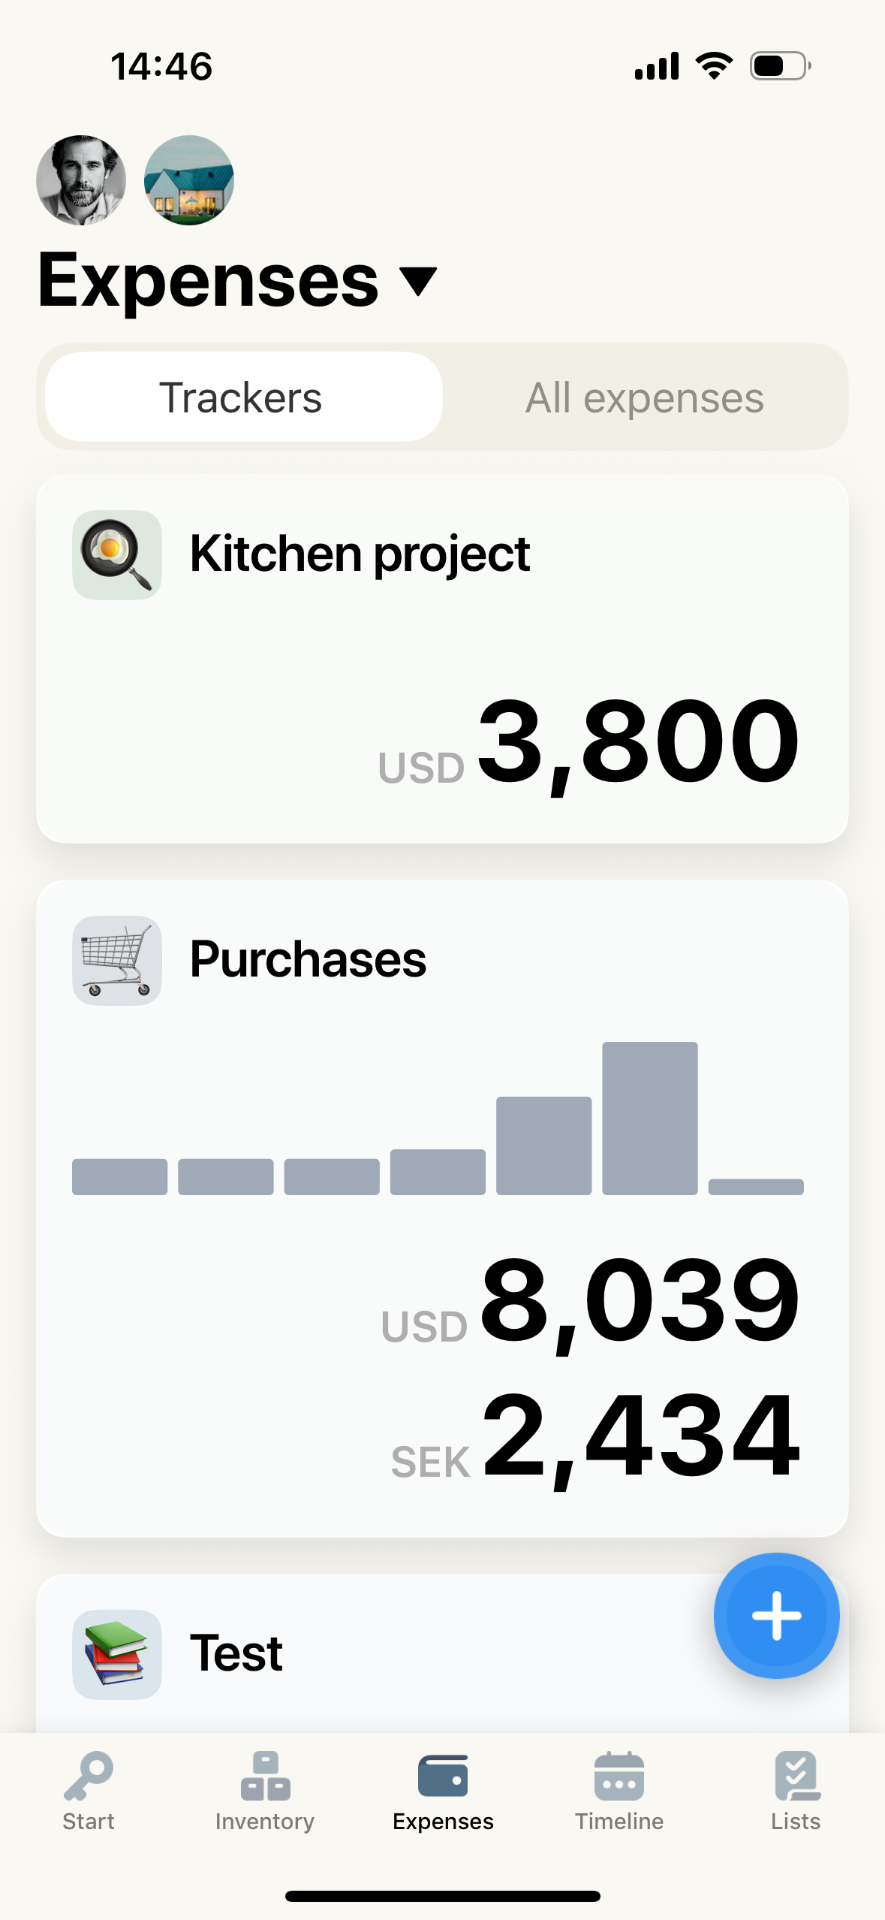 14:46
Expenses ▼
Trackers
All expenses
Kitchen project
USD 3,800
Purchases
USD 8,039
SEK 2,434
Test
Start
Inventory
Expenses
Timeline
Lists